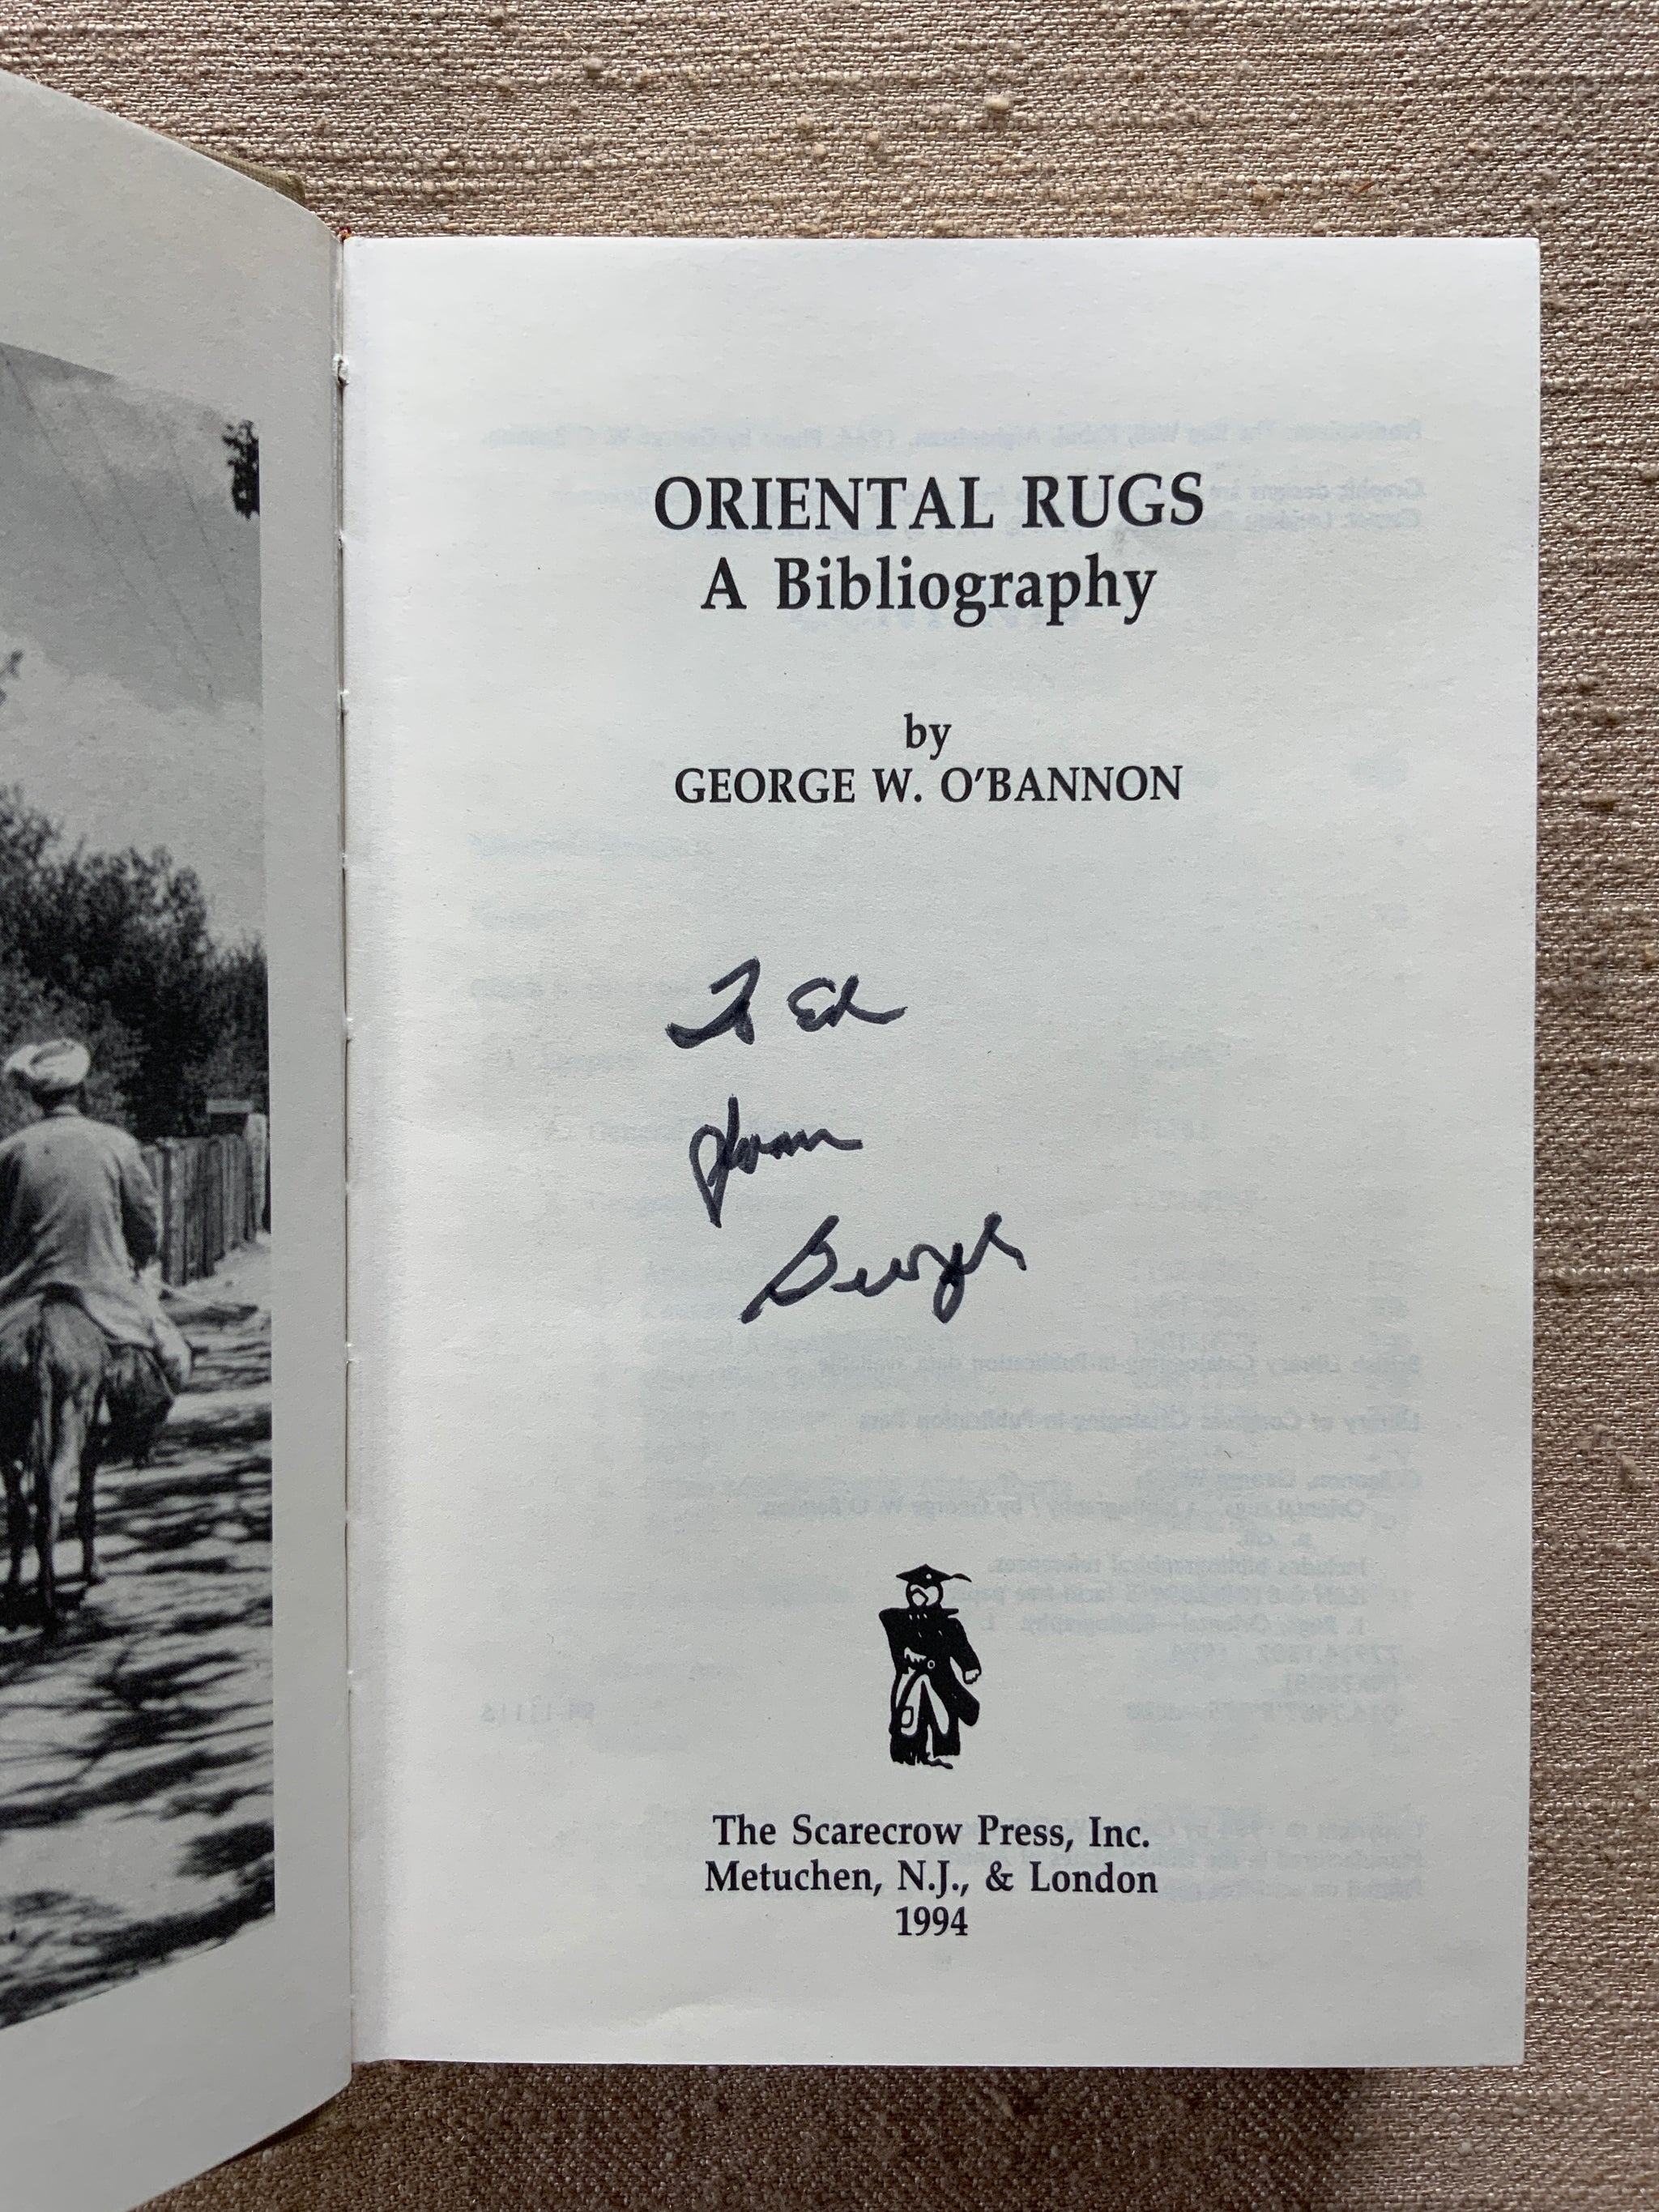 ORIENTAL RUGS
A Bibliography
by
GEORGE W. O'BANNON
To Ed
from
George
The Scarecrow Press, Inc.
Metuchen, N.J., & London
1994